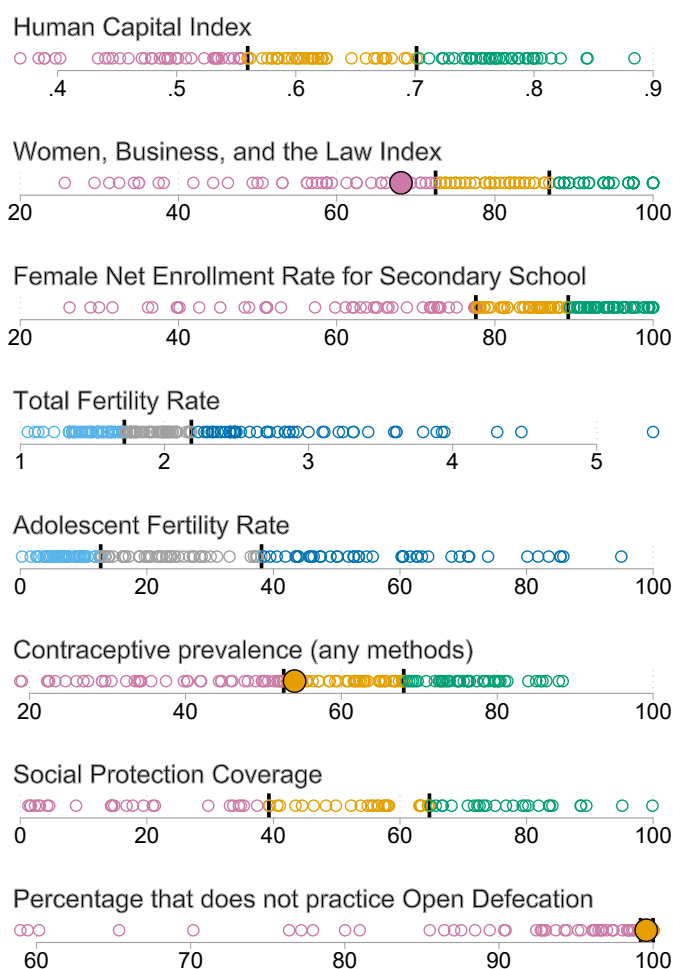 Human Capital Index
.4 .5 .6 .7 .8 .9
Women, Business, and the Law Index
20 40 60 80 100
Female Net Enrollment Rate for Secondary School
20 40 60 80 100
Total Fertility Rate
1 2 3 4 5
Adolescent Fertility Rate
0 20 40 60 80 100
Contraceptive prevalence (any methods)
20 40 60 80 100
Social Protection Coverage
0 20 40 60 80 100
Percentage that does not practice Open Defecation
60 70 80 90 100